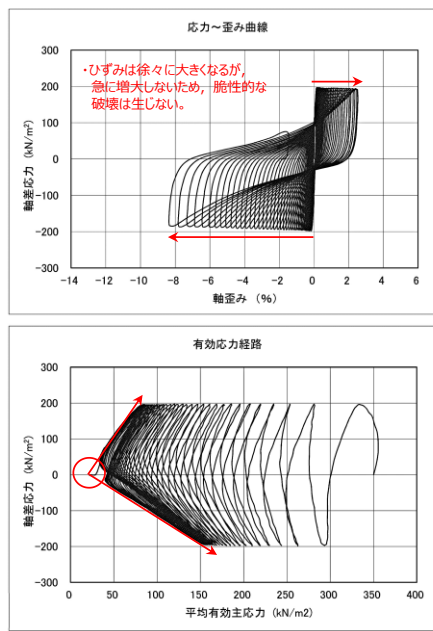 応力～歪み曲線
300
200
100
0
−100
−200
−300
軸差応力 (kN/m²)
・ひずみは徐々に大きくなるが，
急に増大しないため，脆性的な
破壊は生じない。
−14 −12 −10 −8 −6 −4 −2 0 2 4 6
軸歪み （%）
有効応力経路
300
200
100
0
−100
−200
−300
軸差応力 (kN/m²)
0 50 100 150 200 250 300 350 400
平均有効主応力 (kN/m2)